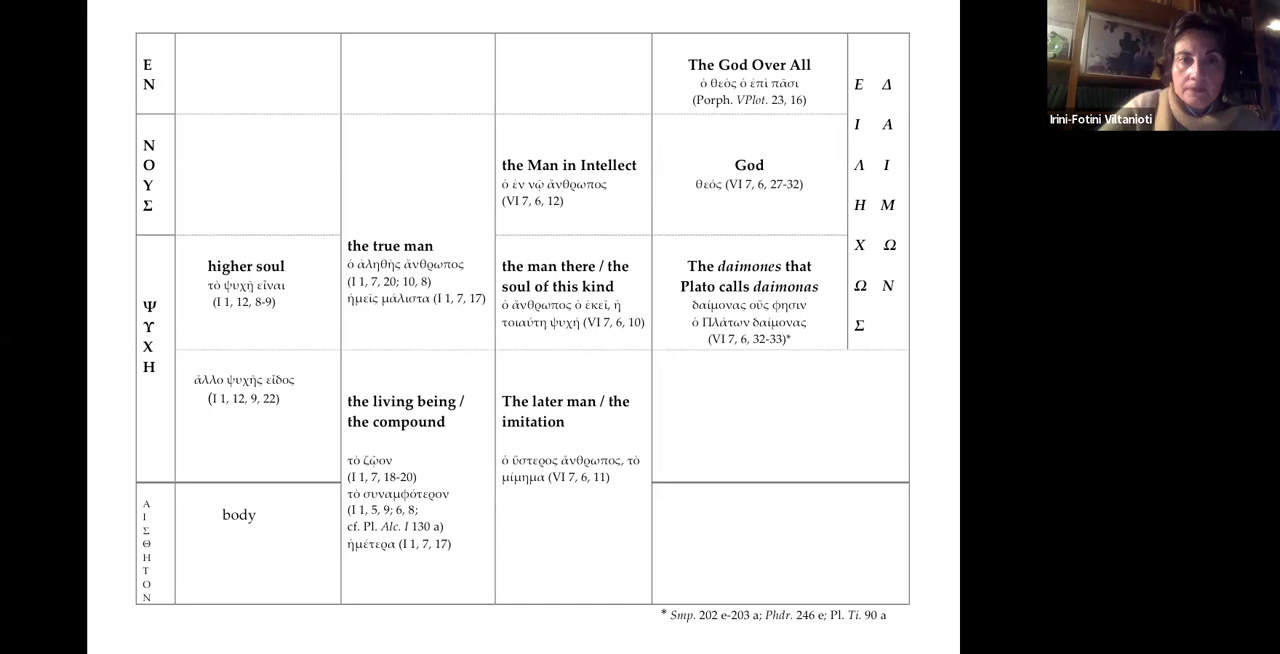 Ε
Ν
The God Over All
ὁ θεὸς ὁ ἐπὶ πᾶσι
(Porph. VPlot. 23, 16)
Ν
Ο
Υ
Σ
the Man in Intellect
ὁ ἐν νῷ ἄνθρωπος
(VI 7, 6, 12)
God
θεός (VI 7, 6, 27-32)
Ψ
Υ
Χ
Η
higher soul
τὸ ψυχῇ εἶναι
(I 1, 12, 8-9)
the true man
ὁ ἀληθὴς ἄνθρωπος
(I 1, 7, 20; 10, 8)
ἡμεῖς μάλιστα (I 1, 7, 17)
the man there / the
soul of this kind
ὁ ἄνθρωπος ὁ ἐκεῖ, ἡ
τοιαύτη ψυχή (VI 7, 6, 10)
The daimones that
Plato calls daimonas
δαίμονας οὕς φησιν
ὁ Πλάτων δαίμονας
(VI 7, 6, 32-33)*
Ε Δ
Ι Α
Λ Ι
Η Μ
Χ Ω
Ω Ν
Σ
ἄλλο ψυχῆς εἶδος
(I 1, 12, 9, 22)
the living being /
the compound
τὸ ζῷον
(I 1, 7, 18-20)
τὸ συναμφότερον
(I 1, 5, 9; 6, 8;
cf. Pl. Alc. I 130 a)
ἡμέτερα (I 1, 7, 17)
The later man / the
imitation
ὁ ὕστερος ἄνθρωπος, τὸ
μίμημα (VI 7, 6, 11)
Α
Ι
Σ
Θ
Η
Τ
Ο
Ν
body
* Smp. 202 e-203 a; Phdr. 246 e; Pl. Ti. 90 a
Irini-Fotini Viltanioti